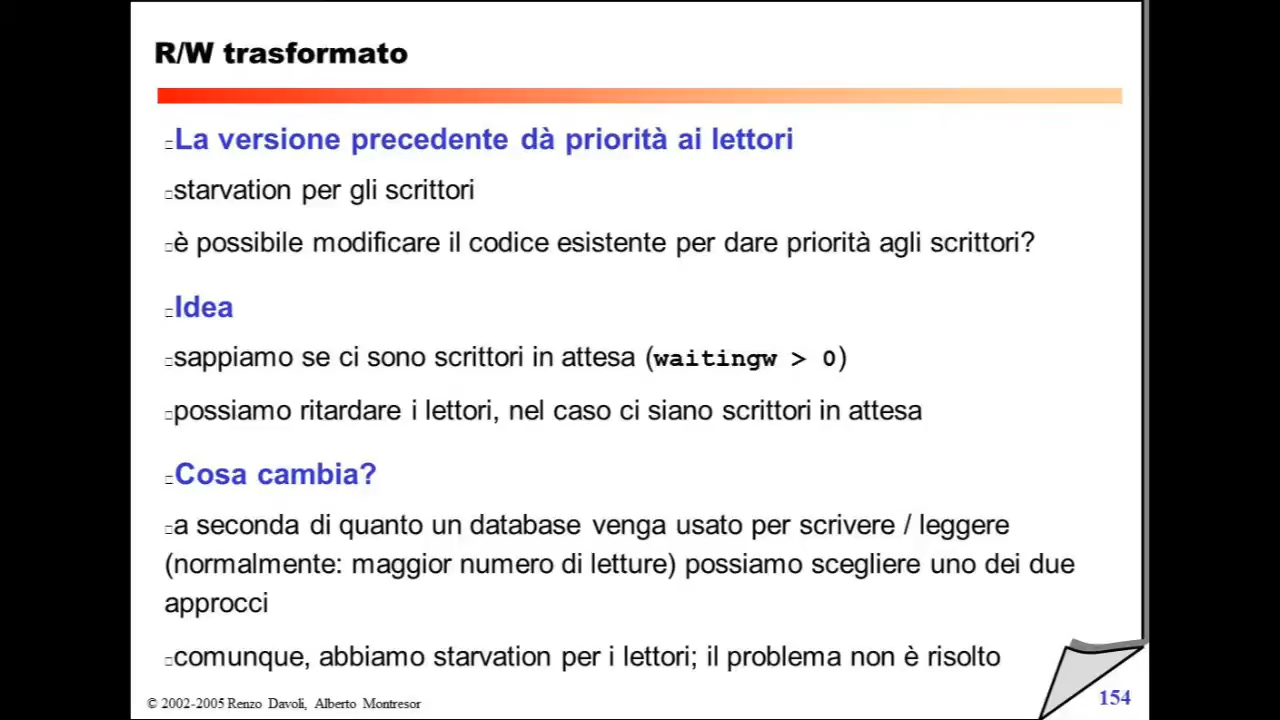 R/W trasformato
La versione precedente dà priorità ai lettori
starvation per gli scrittori
è possibile modificare il codice esistente per dare priorità agli scrittori?
Idea
sappiamo se ci sono scrittori in attesa (waitingw > 0)
possiamo ritardare i lettori, nel caso ci siano scrittori in attesa
Cosa cambia?
a seconda di quanto un database venga usato per scrivere / leggere
(normalmente: maggior numero di letture) possiamo scegliere uno dei due
approcci
comunque, abbiamo starvation per i lettori; il problema non è risolto
© 2002-2005 Renzo Davoli, Alberto Montresor
154